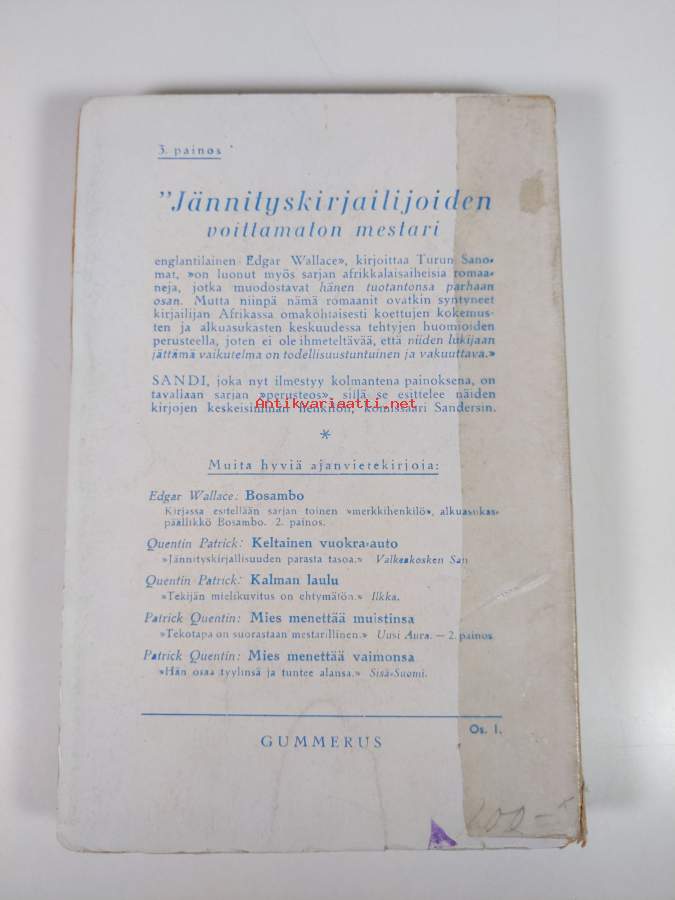 3. painos
"Jännityskirjailijoiden
voittamaton mestari
englantilainen Edgar Wallace», kirjoittaa Turun Sano-
mat, »on luonut myös sarjan afrikkalaisaiheisia romaa-
neja, jotka muodostavat hänen tuotantonsa parhaan
osan. Mutta niinpä nämä romaanit ovatkin syntyneet
kirjailijan Afrikassa omakohtaisesti koettujen kokemus-
ten ja alkuasukasten keskuudessa tehtyjen huomioiden
perusteella, joten ei ole ihmeteltävää, että niiden lukijaan
jättämä vaikutelma on todellisuustuntuinen ja vakuuttava.»
SANDI, joka nyt ilmestyy kolmantena painoksena, on
tavallaan sarjan »perusteos», sillä se esittelee näiden
kirjojen keskeisimmän henkilön, komissaari Sandersin.
Antikvariaatti.net
*
Muita hyviä ajanvietekirjoja:
Edgar Wallace: Bosambo
Kirjassa esitellään sarjan toinen »merkkihenkilö», alkuasukas-
päällikkö Bosambo. 2. painos.
Quentin Patrick: Keltainen vuokra-auto
»Jännityskirjallisuuden parasta tasoa.» Valkeakosken San
Quentin Patrick: Kalman laulu
»Tekijän mielikuvitus on ehtymätön.» Ilkka.
Patrick Quentin: Mies menettää muistinsa
»Tekotapa on suorastaan mestarillinen.» Uusi Aura. — 2. painos
Patrick Quentin: Mies menettää vaimonsa
»Hän osaa tyylinsä ja tuntee alansa.» Sisä-Suomi.
Os. 1.
GUMMERUS